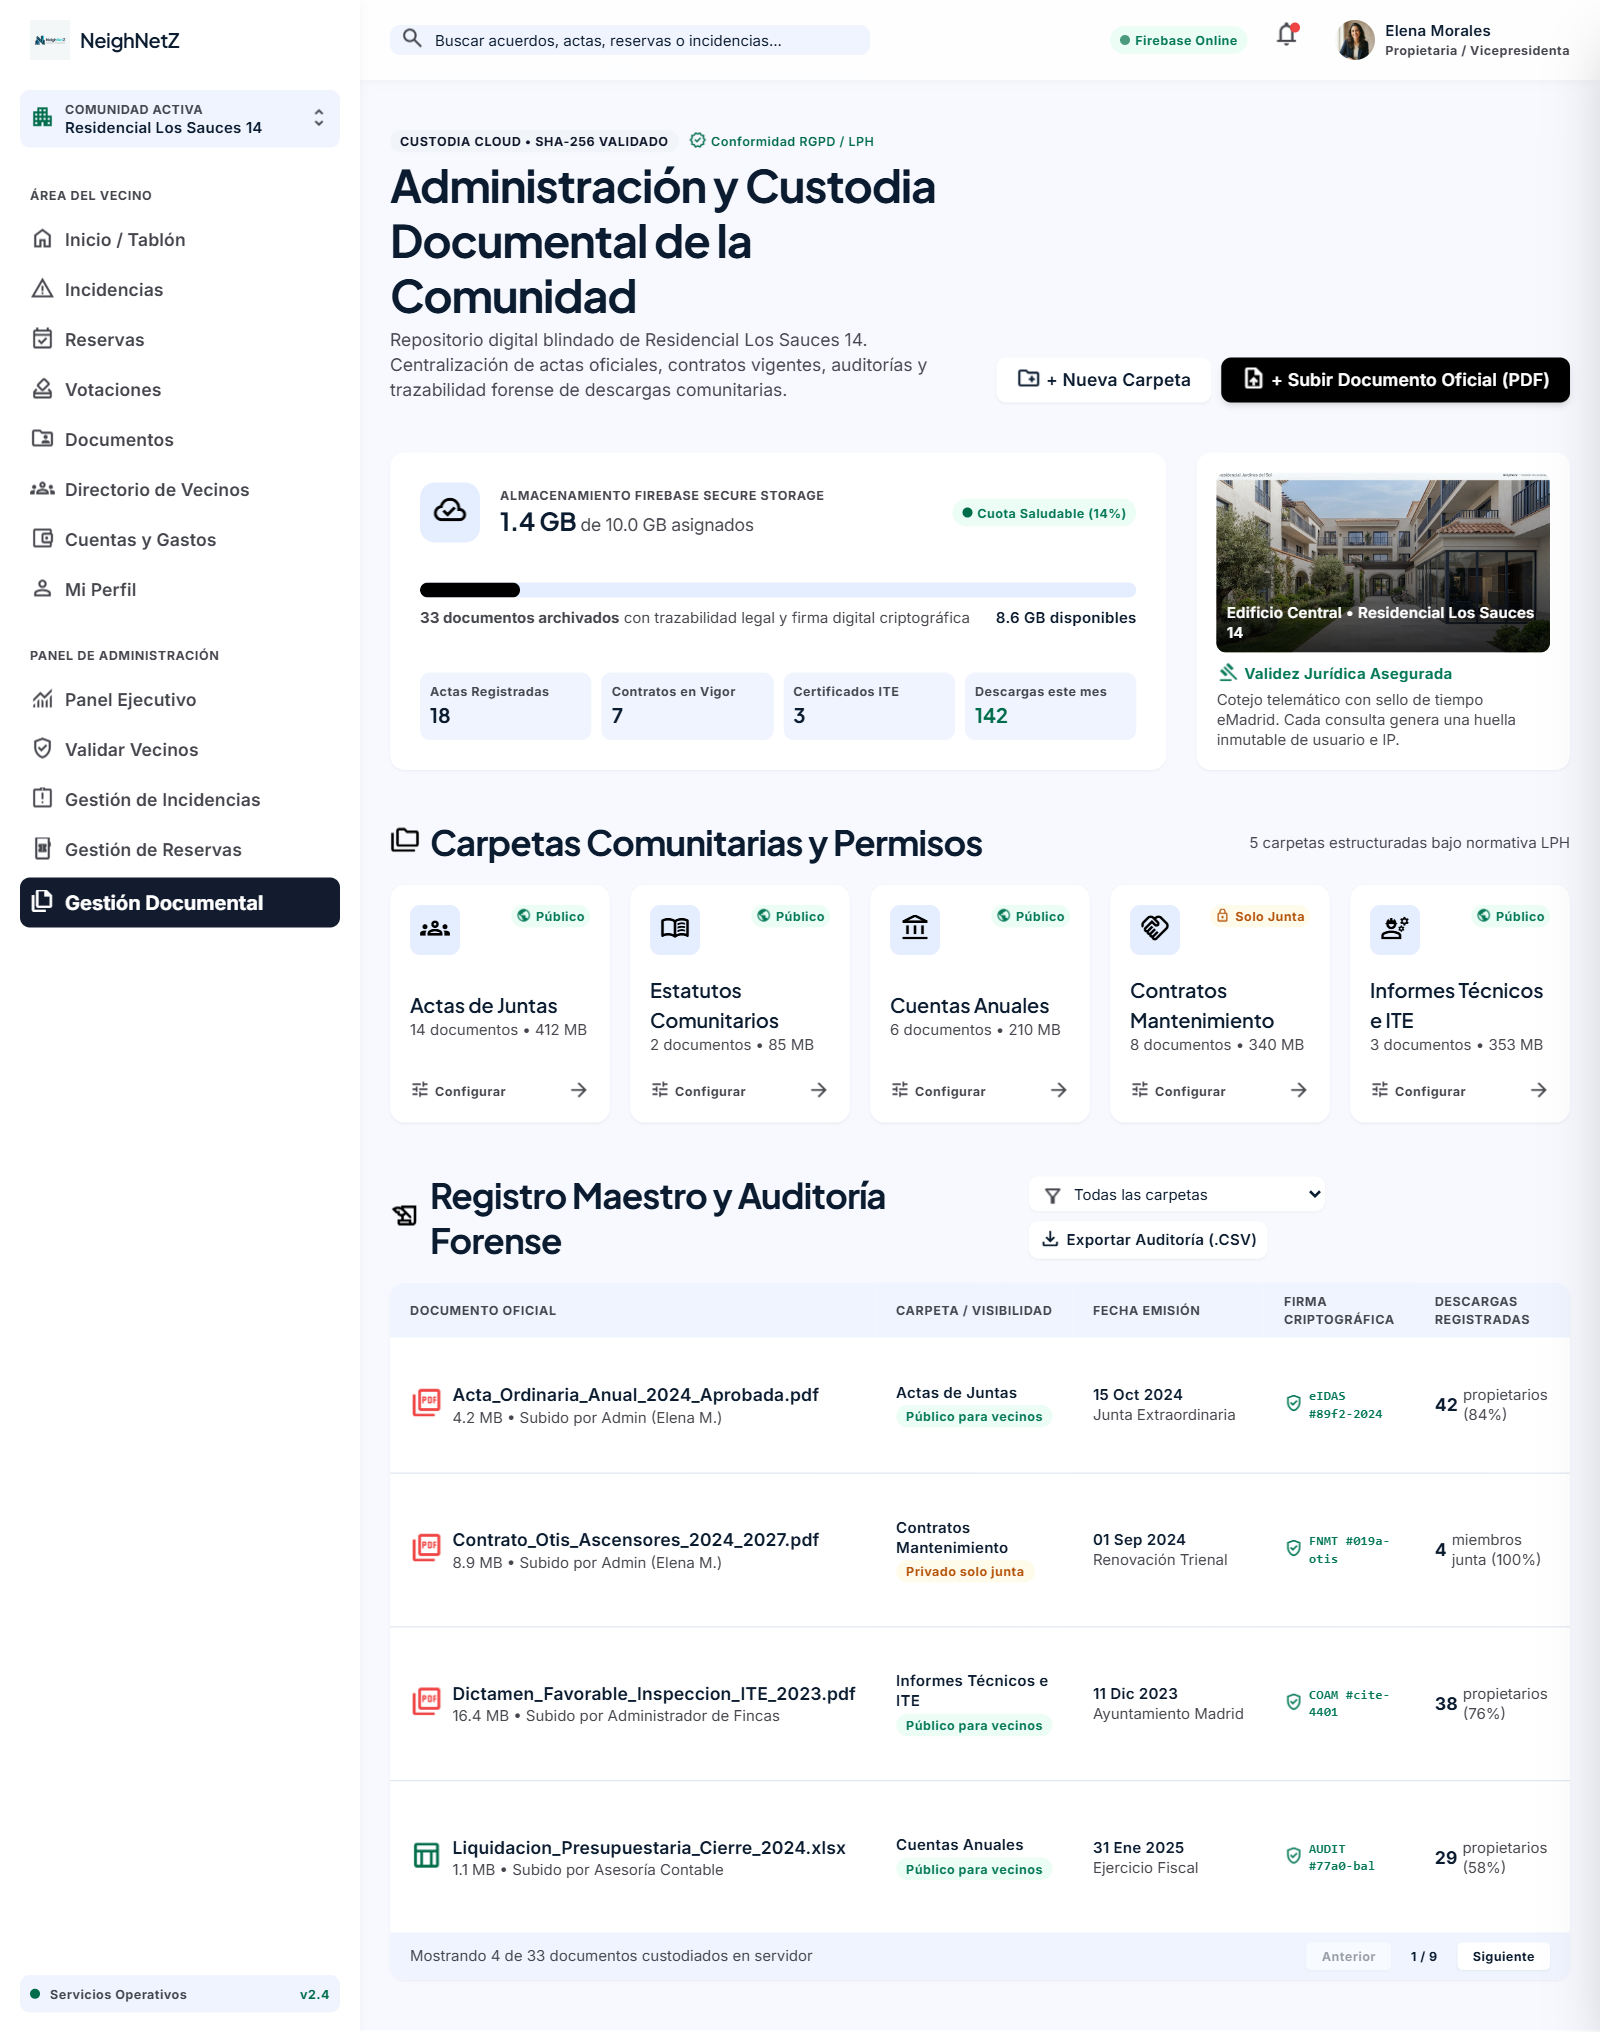 NeighNetZ
COMUNIDAD ACTIVA
Residencial Los Sauces 14
ÁREA DEL VECINO
Inicio / Tablón
Incidencias
Reservas
Votaciones
Documentos
Directorio de Vecinos
Cuentas y Gastos
Mi Perfil
PANEL DE ADMINISTRACIÓN
Panel Ejecutivo
Validar Vecinos
Gestión de Incidencias
Gestión de Reservas
Gestión Documental
Servicios Operativos v2.4
Buscar acuerdos, actas, reservas o incidencias...
Firebase Online
Elena Morales
Propietaria / Vicepresidenta
CUSTODIA CLOUD • SHA-256 VALIDADO Conformidad RGPD / LPH
Administración y Custodia
Documental de la
Comunidad
Repositorio digital blindado de Residencial Los Sauces 14.
Centralización de actas oficiales, contratos vigentes, auditorías y
trazabilidad forense de descargas comunitarias.
+ Nueva Carpeta
+ Subir Documento Oficial (PDF)
ALMACENAMIENTO FIREBASE SECURE STORAGE
1.4 GB de 10.0 GB asignados
Cuota Saludable (14%)
33 documentos archivados con trazabilidad legal y firma digital criptográfica 8.6 GB disponibles
Actas Registradas
18
Contratos en Vigor
7
Certificados ITE
3
Descargas este mes
142
Edificio Central • Residencial Los Sauces
14
Validez Jurídica Asegurada
Cotejo telemático con sello de tiempo
eMadrid. Cada consulta genera una huella
inmutable de usuario e IP.
Carpetas Comunitarias y Permisos
5 carpetas estructuradas bajo normativa LPH
Público
Actas de Juntas
14 documentos • 412 MB
Configurar
Público
Estatutos
Comunitarios
2 documentos • 85 MB
Configurar
Público
Cuentas Anuales
6 documentos • 210 MB
Configurar
Solo Junta
Contratos
Mantenimiento
8 documentos • 340 MB
Configurar
Público
Informes Técnicos
e ITE
3 documentos • 353 MB
Configurar
Registro Maestro y Auditoría
Forense
Todas las carpetas
Exportar Auditoría (.CSV)
DOCUMENTO OFICIAL
CARPETA / VISIBILIDAD
FECHA EMISIÓN
FIRMA
CRIPTOGRÁFICA
DESCARGAS
REGISTRADAS
PDF
Acta_Ordinaria_Anual_2024_Aprobada.pdf
4.2 MB • Subido por Admin (Elena M.)
Actas de Juntas
Público para vecinos
15 Oct 2024
Junta Extraordinaria
eIDAS
#89f2-2024
42 propietarios
(84%)
PDF
Contrato_Otis_Ascensores_2024_2027.pdf
8.9 MB • Subido por Admin (Elena M.)
Contratos
Mantenimiento
Privado solo junta
01 Sep 2024
Renovación Trienal
FNMT #019a-
otis
4 miembros
junta (100%)
PDF
Dictamen_Favorable_Inspeccion_ITE_2023.pdf
16.4 MB • Subido por Administrador de Fincas
Informes Técnicos e
ITE
Público para vecinos
11 Dic 2023
Ayuntamiento Madrid
COAM #cite-
4401
38 propietarios
(76%)
Liquidacion_Presupuestaria_Cierre_2024.xlsx
1.1 MB • Subido por Asesoría Contable
Cuentas Anuales
Público para vecinos
31 Ene 2025
Ejercicio Fiscal
AUDIT
#77a0-bal
29 propietarios
(58%)
Mostrando 4 de 33 documentos custodiados en servidor
Anterior 1 / 9 Siguiente